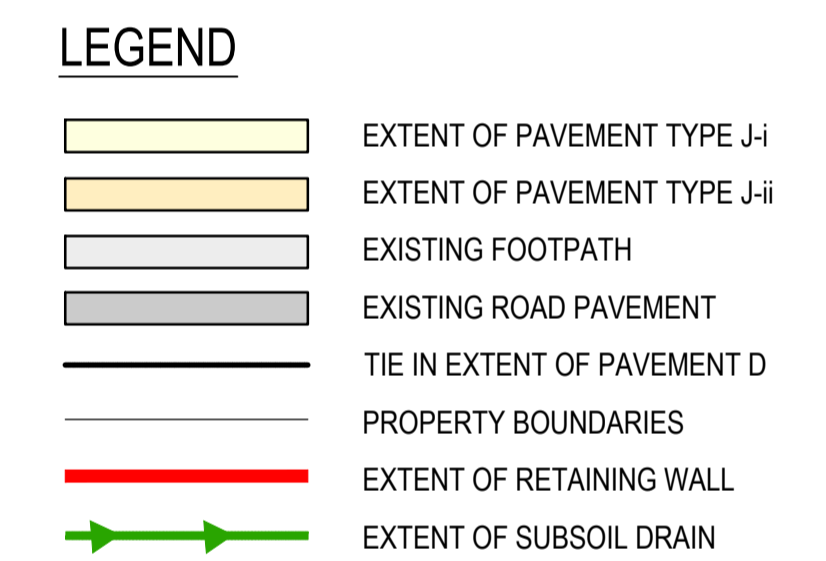 LEGEND
EXTENT OF PAVEMENT TYPE J-i
EXTENT OF PAVEMENT TYPE J-ii
EXISTING FOOTPATH
EXISTING ROAD PAVEMENT
TIE IN EXTENT OF PAVEMENT D
PROPERTY BOUNDARIES
EXTENT OF RETAINING WALL
EXTENT OF SUBSOIL DRAIN